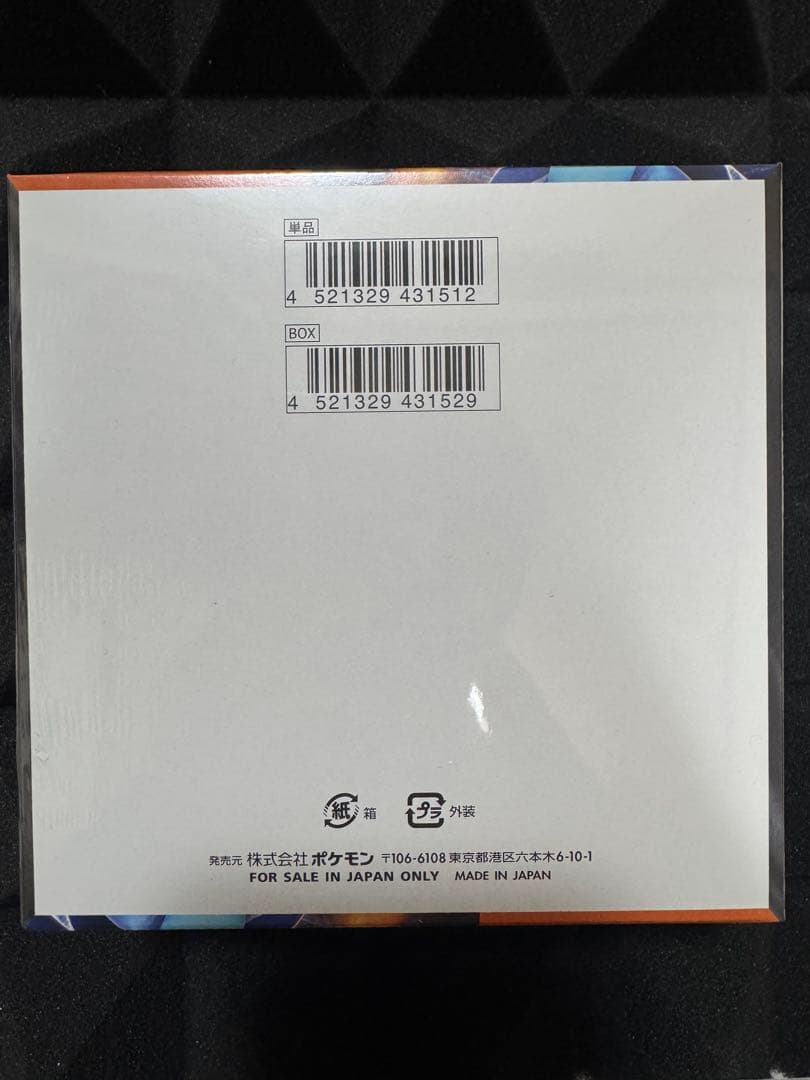 単品
4 521329 431512
BOX
4 521329 431529
紙 箱 プラ 外装
発売元 株式会社 ポケモン 〒106-6108 東京都港区六本木6-10-1
FOR SALE IN JAPAN ONLY MADE IN JAPAN